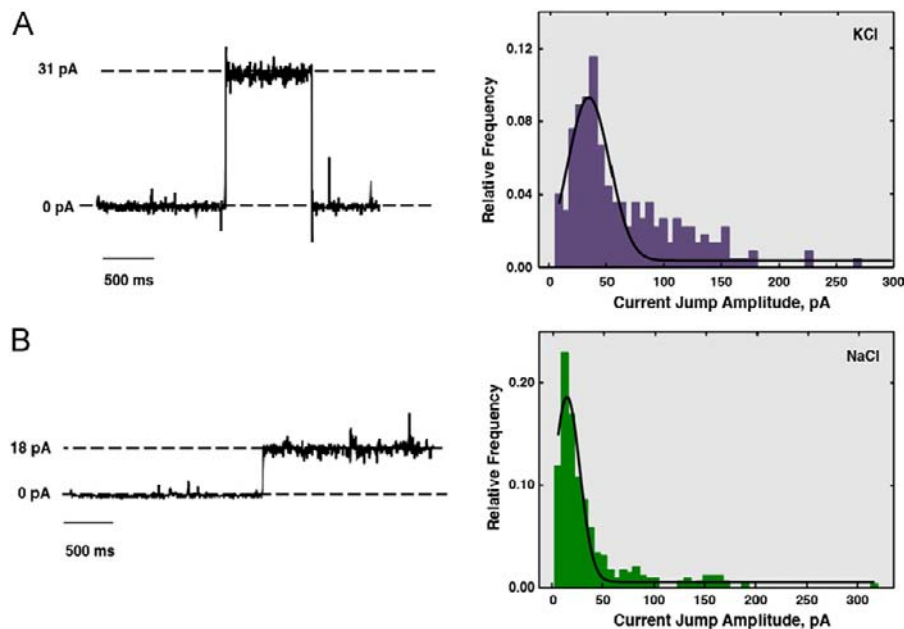 A
31 pA
0 pA
500 ms
KCl
Relative Frequency
0.12
0.08
0.04
0.00
0 50 100 150 200 250 300
Current Jump Amplitude, pA
B
18 pA
0 pA
500 ms
NaCl
Relative Frequency
0.20
0.10
0.00
0 50 100 150 200 250 300
Current Jump Amplitude, pA